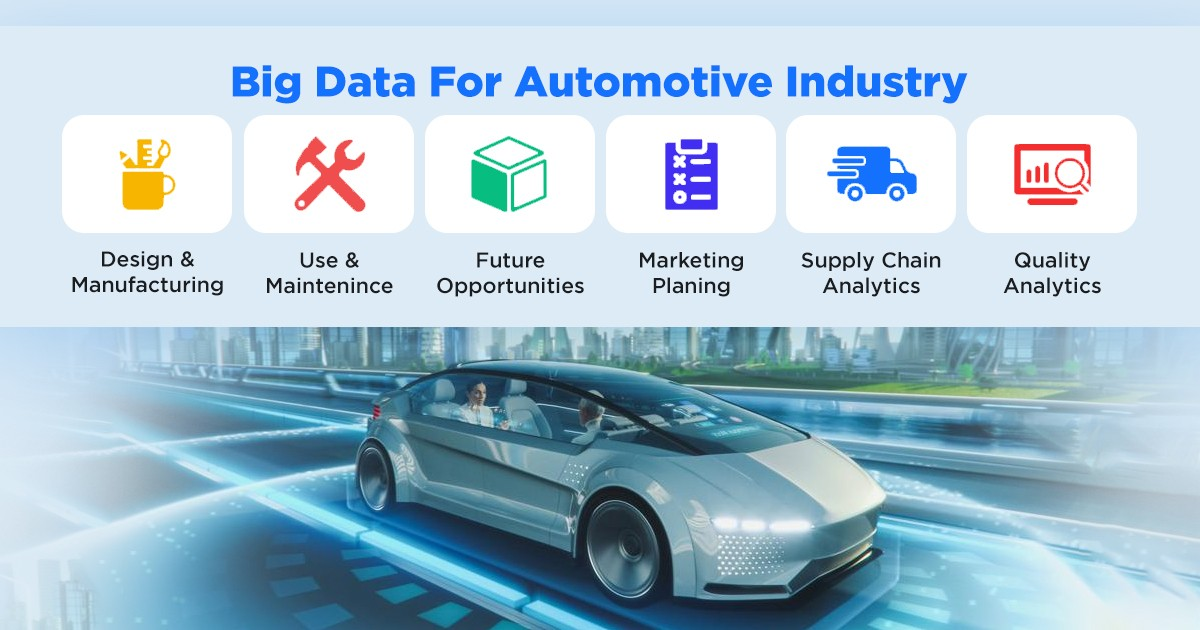 Big Data For Automotive Industry
Design &
Manufacturing
Use &
Maintenince
Future
Opportunities
Marketing
Planing
Supply Chain
Analytics
Quality
Analytics